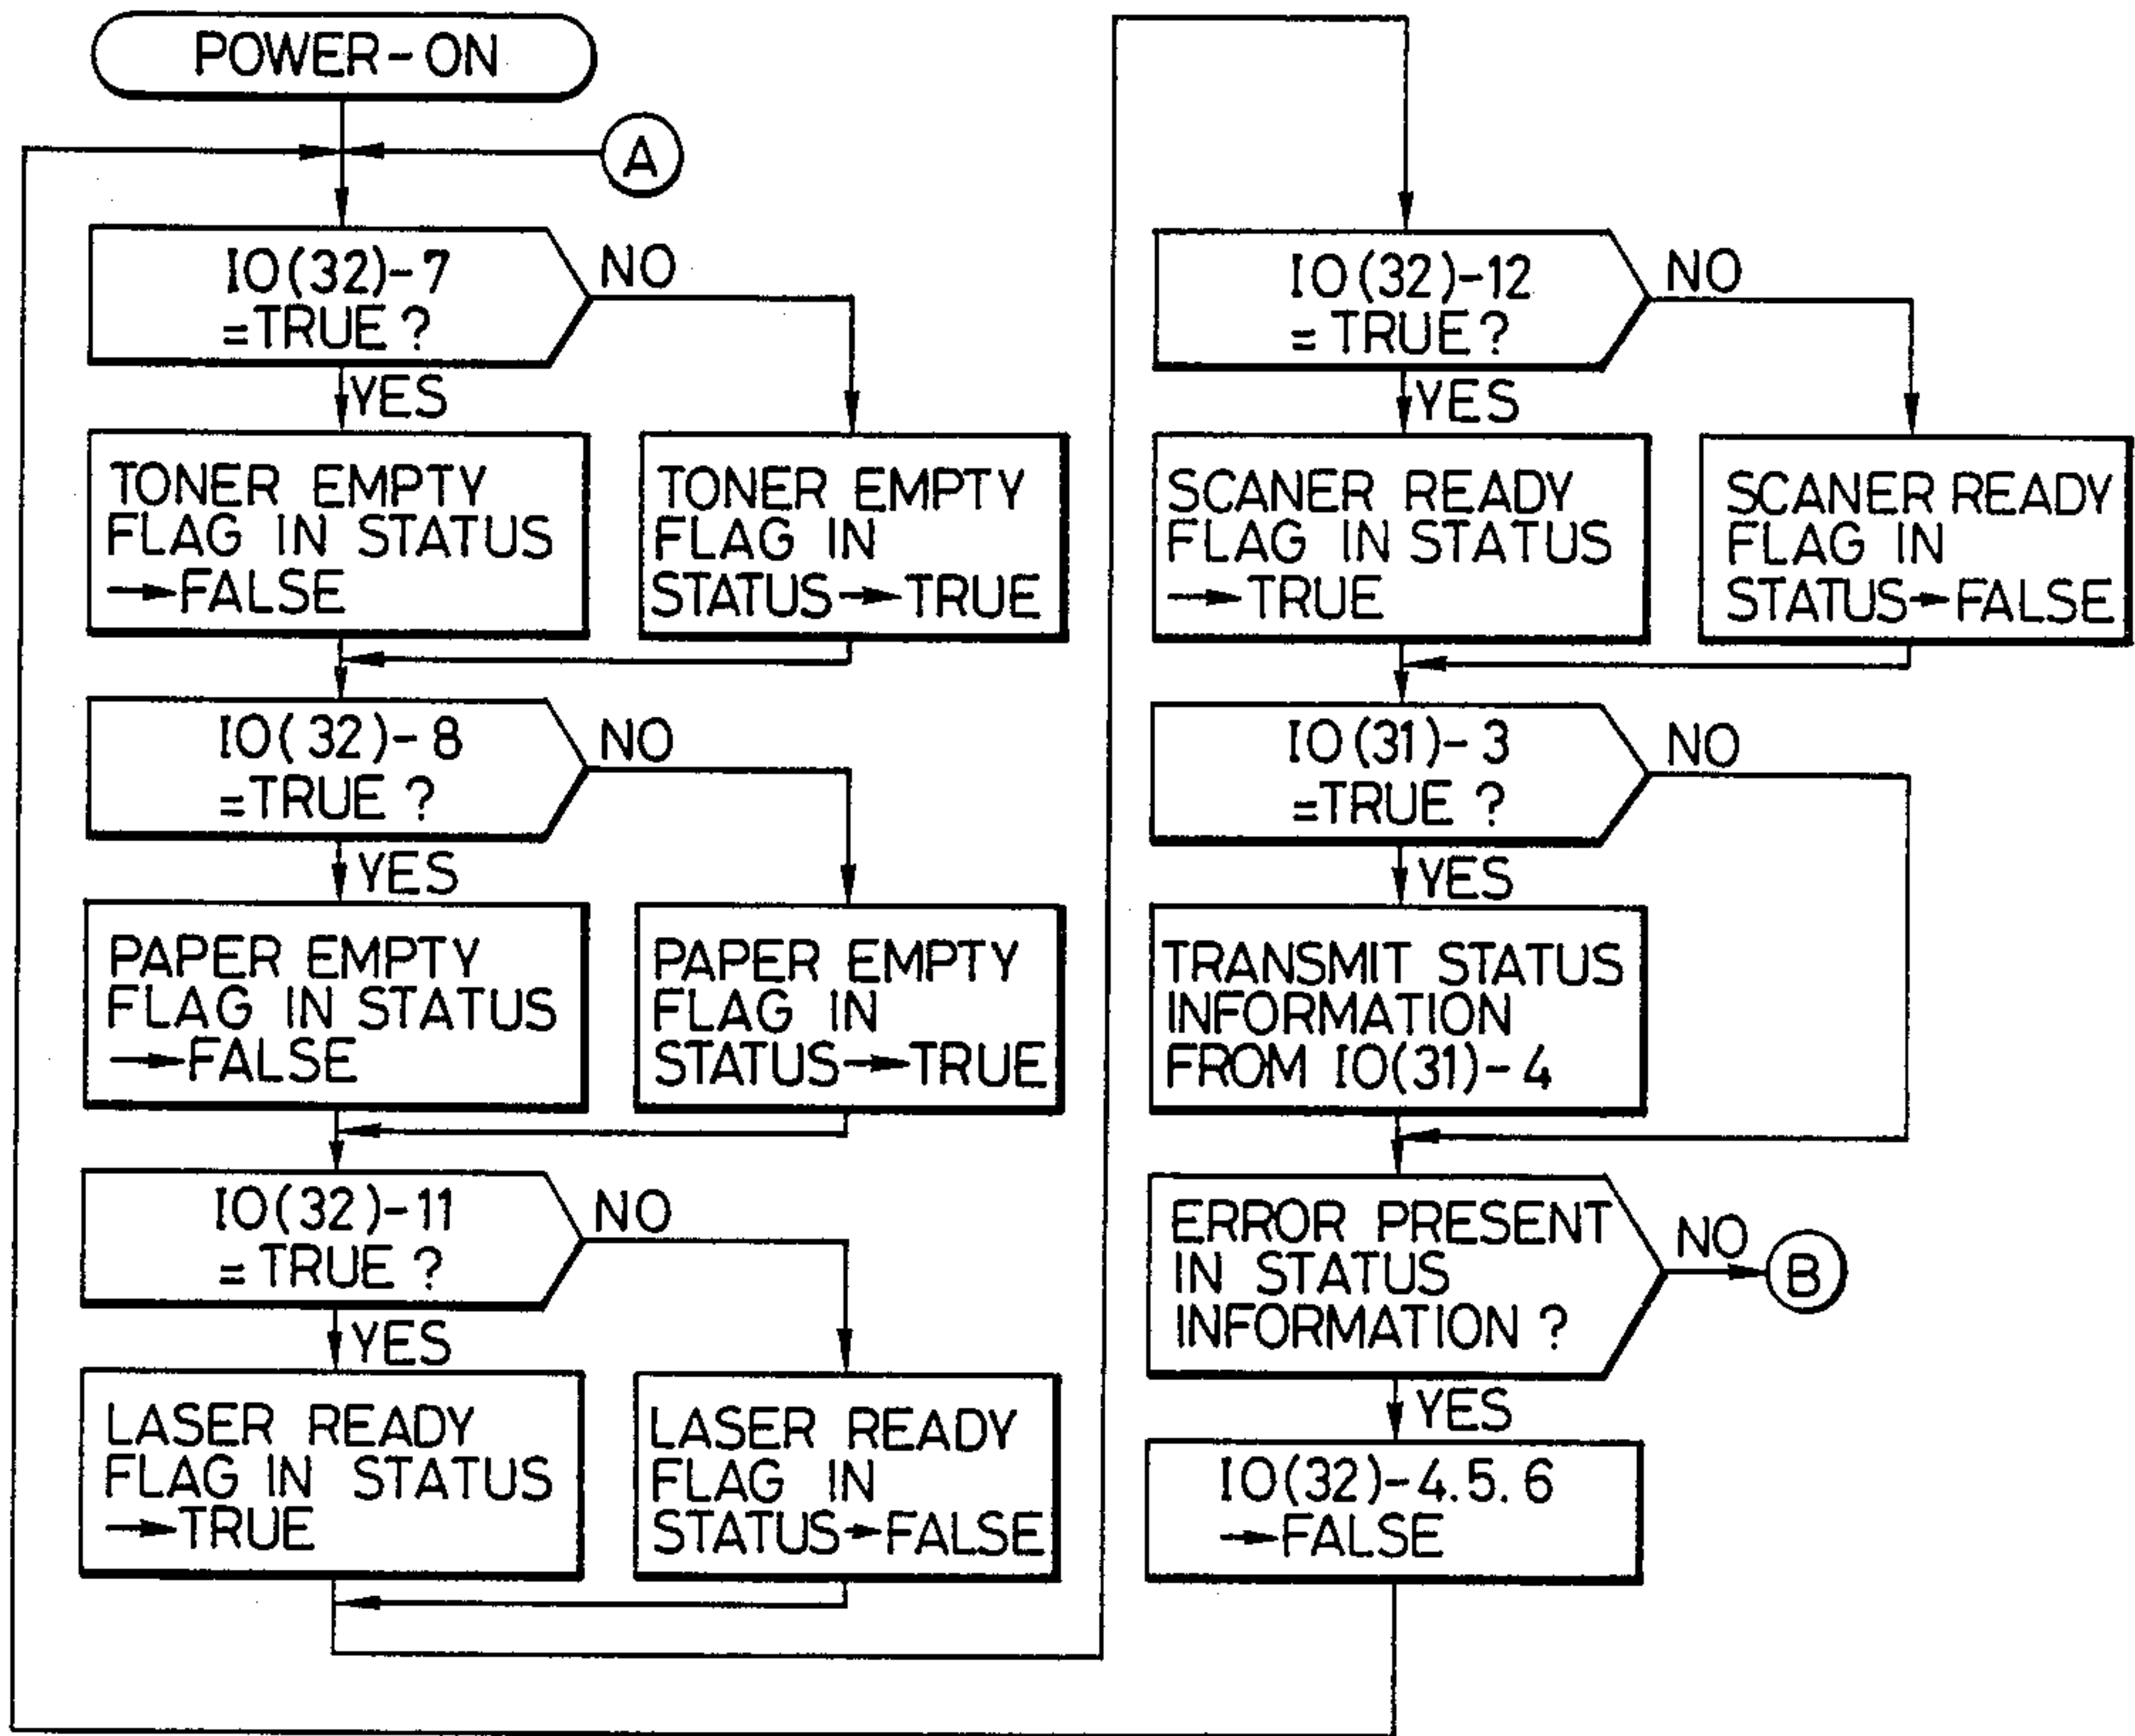 POWER-ON
A
IO(32)-7
=TRUE?
NO
YES
TONER EMPTY
FLAG IN STATUS
→FALSE
TONER EMPTY
FLAG IN
STATUS→TRUE
IO(32)-8
=TRUE?
NO
YES
PAPER EMPTY
FLAG IN STATUS
→FALSE
PAPER EMPTY
FLAG IN
STATUS→TRUE
IO(32)-11
=TRUE?
NO
YES
LASER READY
FLAG IN STATUS
→TRUE
LASER READY
FLAG IN
STATUS→FALSE
IO(32)-12
=TRUE?
NO
YES
SCANER READY
FLAG IN STATUS
→TRUE
SCANER READY
FLAG IN
STATUS→FALSE
IO(31)-3
=TRUE?
NO
YES
TRANSMIT STATUS
INFORMATION
FROM IO(31)-4
ERROR PRESENT
IN STATUS
INFORMATION?
NO
B
YES
IO(32)-4.5.6
→FALSE